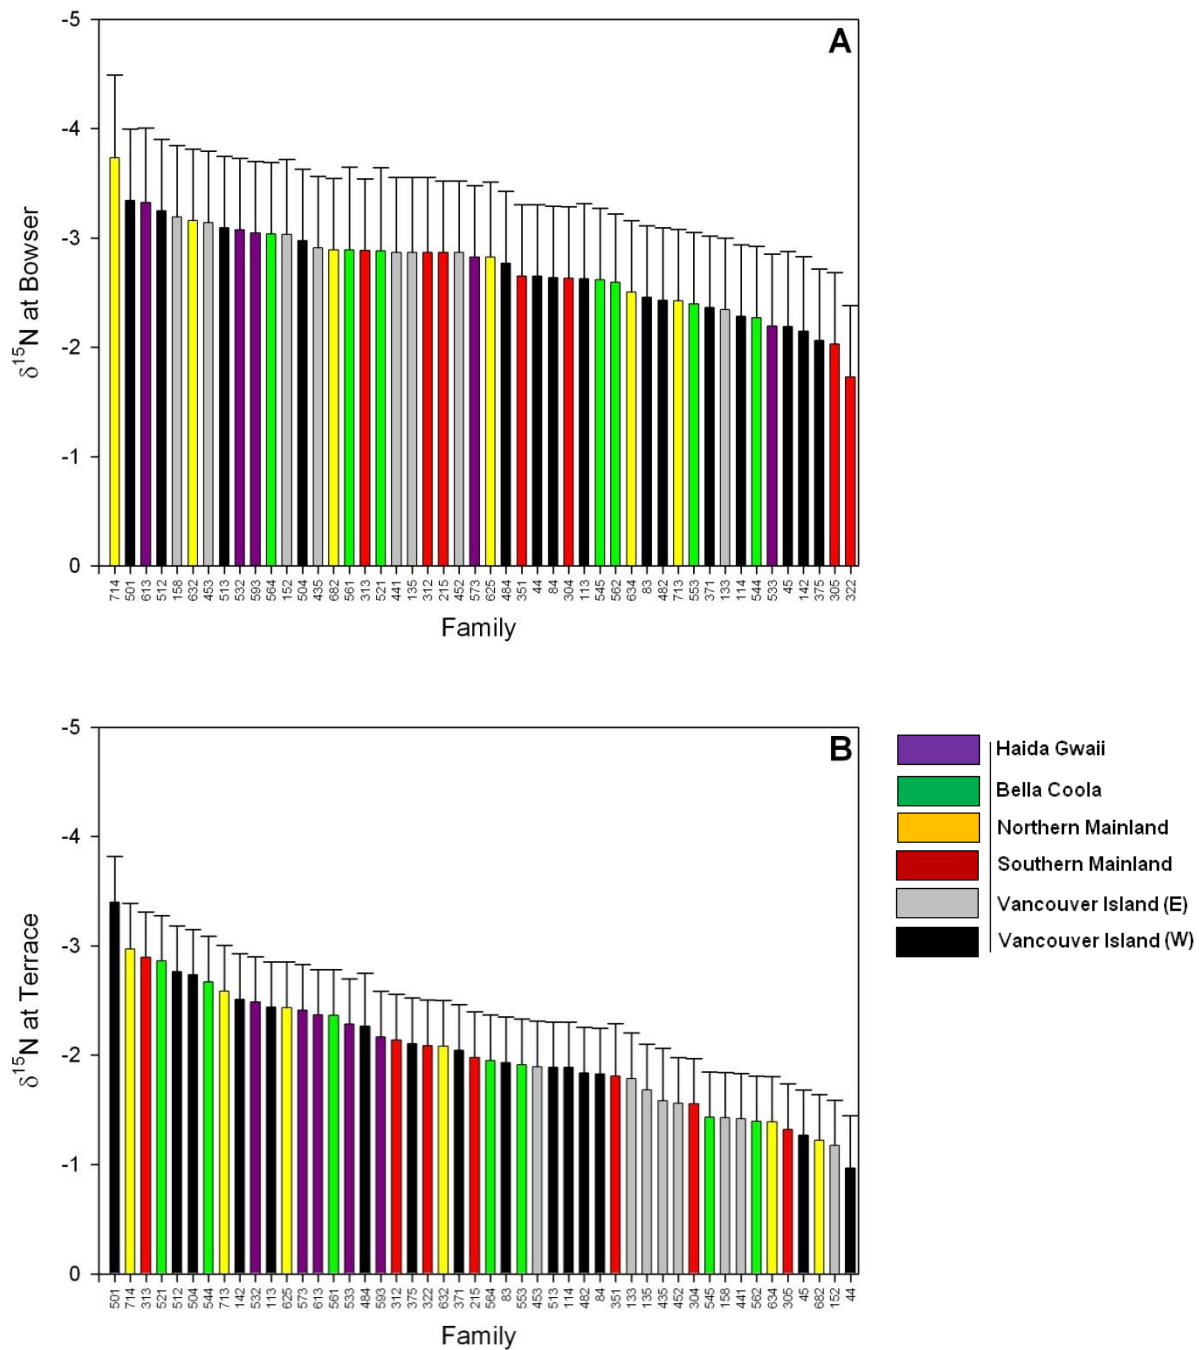 A
-5
-4
-3
-2
-1
0
δ15N at Bowser
714 501 613 512 158 632 453 513 532 593 564 152 504 435 682 561 313 521 441 135 312 215 452 573 625 484 351 44 84 304 113 545 562 634 83 482 713 553 371 133 114 544 533 45 142 375 305 322
Family
B
-5
-4
-3
-2
-1
0
δ15N at Terrace
501 714 313 521 512 504 544 713 142 532 113 625 573 613 561 533 484 593 312 375 322 632 371 215 564 83 553 453 513 114 482 84 351 133 135 435 452 304 545 158 441 562 634 305 45 682 152 44
Family
Haida Gwaii
Bella Coola
Northern Mainland
Southern Mainland
Vancouver Island (E)
Vancouver Island (W)